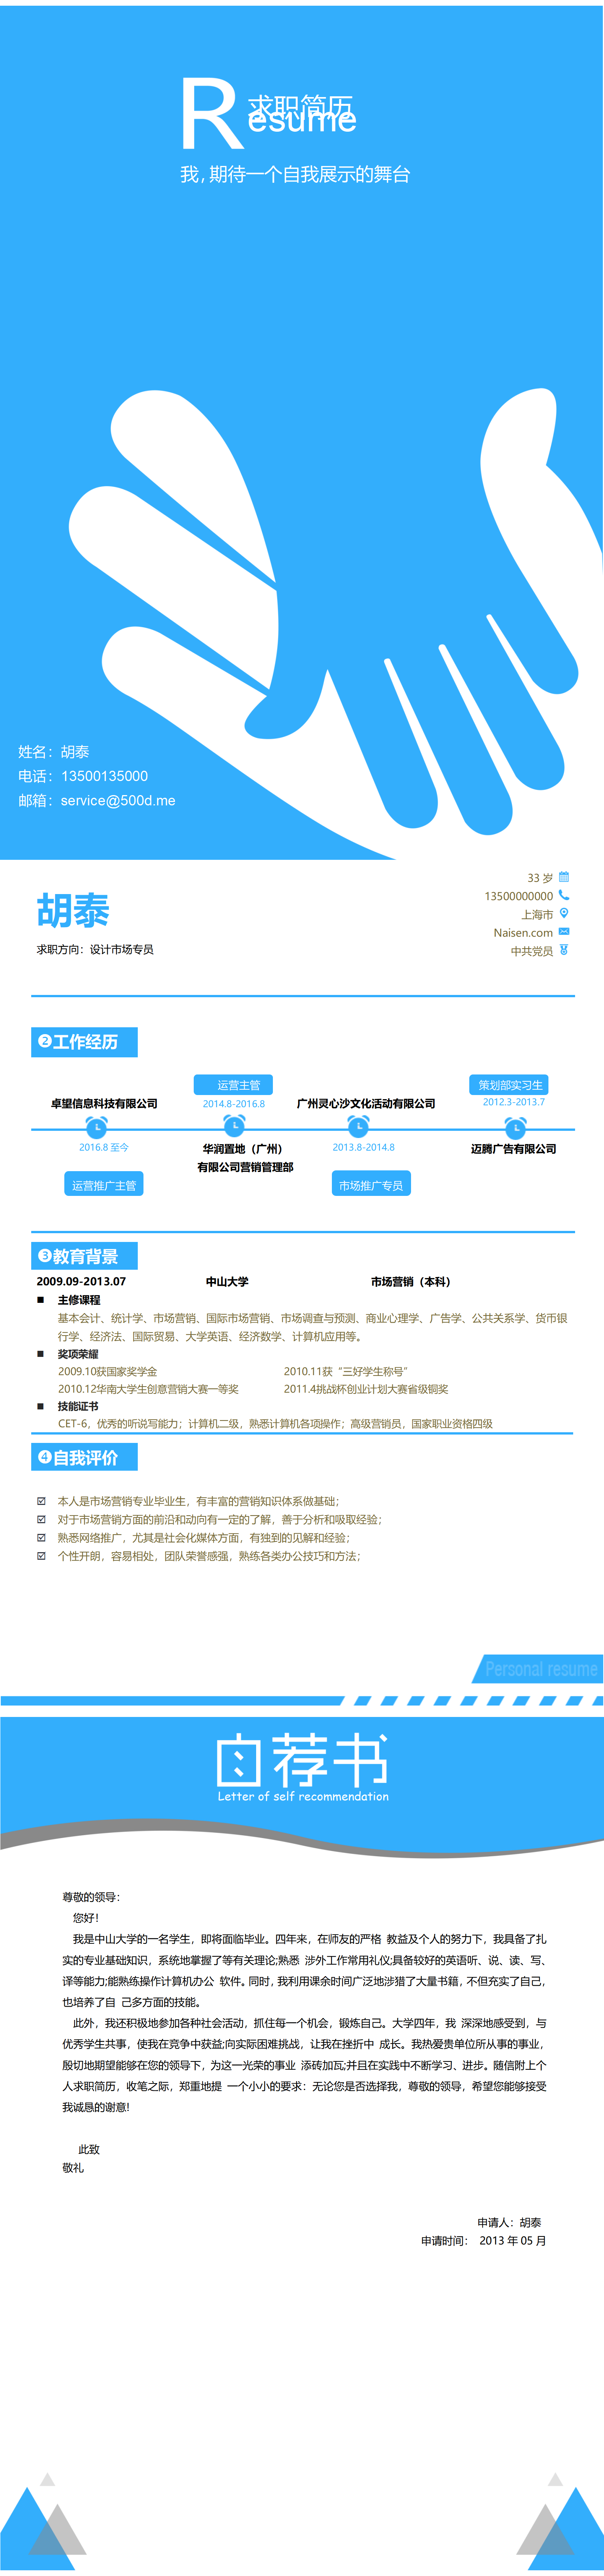 Resume
求职简历
我，期待一个自我展示的舞台
姓名：胡泰
电话：13500135000
邮箱：service@500d.me
胡泰
求职方向：设计市场专员
33 岁
13500000000
上海市
Naisen.com
中共党员
❷工作经历
运营主管
策划部实习生
卓望信息科技有限公司
2014.8-2016.8
广州灵心沙文化活动有限公司
2012.3-2013.7
2016.8 至今
华润置地（广州）
有限公司营销管理部
2013.8-2014.8
迈腾广告有限公司
运营推广主管
市场推广专员
❸教育背景
2009.09-2013.07 中山大学 市场营销（本科）
■ 主修课程
基本会计、统计学、市场营销、国际市场营销、市场调查与预测、商业心理学、广告学、公共关系学、货币银
行学、经济法、国际贸易、大学英语、经济数学、计算机应用等。
■ 奖项荣耀
2009.10获国家奖学金 2010.11获“三好学生称号”
2010.12华南大学生创意营销大赛一等奖 2011.4挑战杯创业计划大赛省级铜奖
■ 技能证书
CET-6，优秀的听说写能力；计算机二级，熟悉计算机各项操作；高级营销员，国家职业资格四级
❹自我评价
☑ 本人是市场营销专业毕业生，有丰富的营销知识体系做基础；
☑ 对于市场营销方面的前沿和动向有一定的了解，善于分析和吸取经验；
☑ 熟悉网络推广，尤其是社会化媒体方面，有独到的见解和经验；
☑ 个性开朗，容易相处，团队荣誉感强，熟练各类办公技巧和方法；
Personal resume
自荐书
Letter of self recommendation
尊敬的领导：
您好！
我是中山大学的一名学生，即将面临毕业。四年来，在师友的严格 教益及个人的努力下，我具备了扎
实的专业基础知识，系统地掌握了等有关理论;熟悉 涉外工作常用礼仪;具备较好的英语听、说、读、写、
译等能力;能熟练操作计算机办公 软件。同时，我利用课余时间广泛地涉猎了大量书籍，不但充实了自己，
也培养了自 己多方面的技能。
此外，我还积极地参加各种社会活动，抓住每一个机会，锻炼自己。大学四年，我 深深地感受到，与
优秀学生共事，使我在竞争中获益;向实际困难挑战，让我在挫折中 成长。我热爱贵单位所从事的事业，
殷切地期望能够在您的领导下，为这一光荣的事业 添砖加瓦;并且在实践中不断学习、进步。随信附上个
人求职简历，收笔之际，郑重地提 一个小小的要求：无论您是否选择我，尊敬的领导，希望您能够接受
我诚恳的谢意!
此致
敬礼
申请人：胡泰
申请时间： 2013 年 05 月